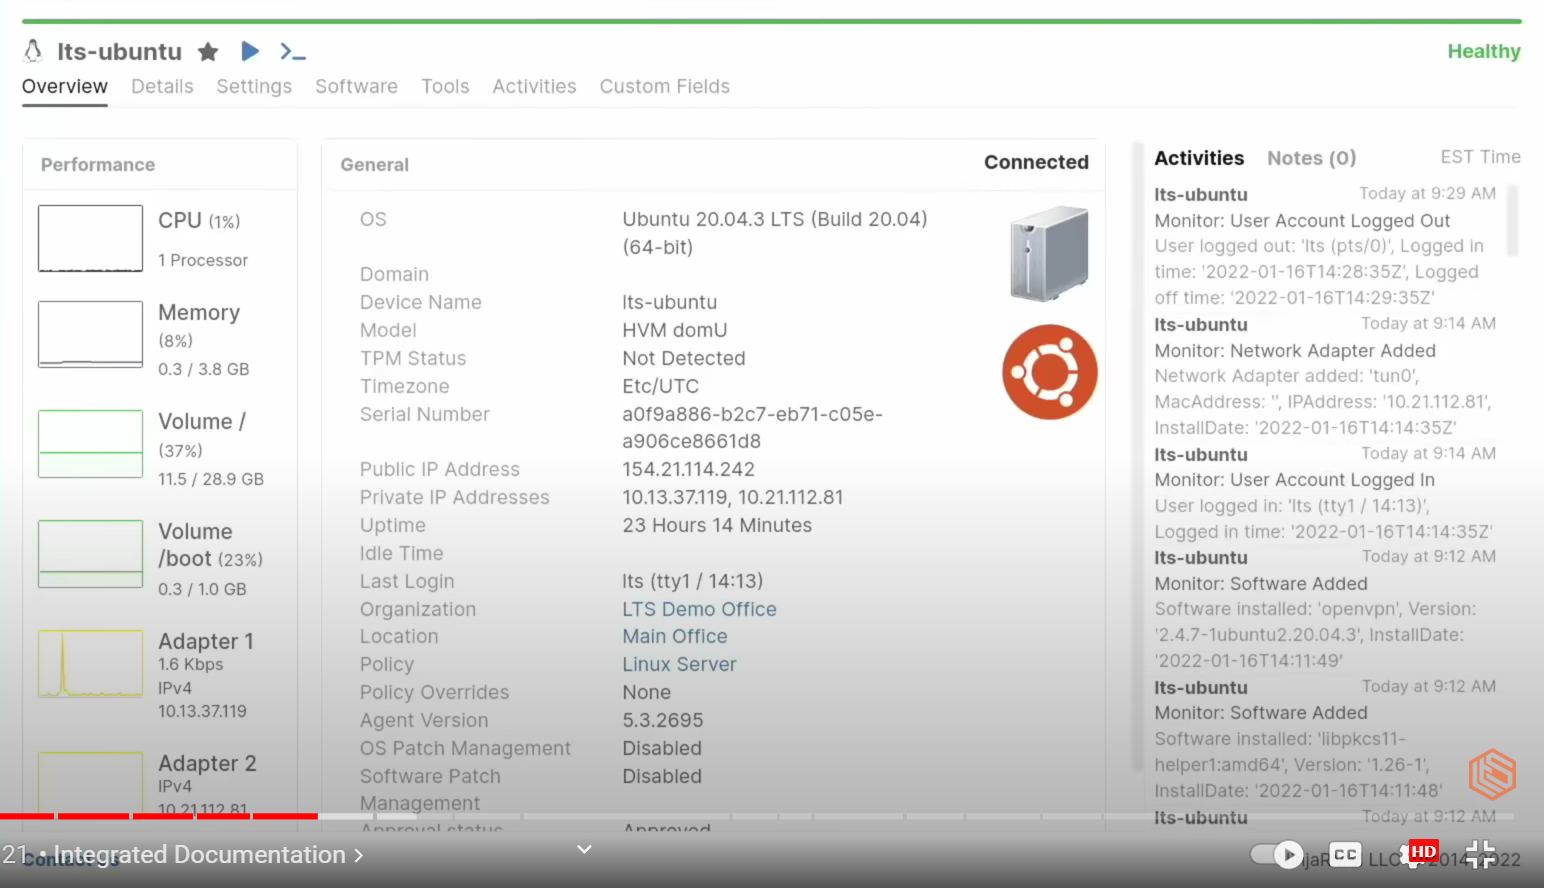 lts-ubuntu
Healthy
Overview Details Settings Software Tools Activities Custom Fields
Performance
CPU (1%)
1 Processor
Memory
(8%)
0.3 / 3.8 GB
Volume /
(37%)
11.5 / 28.9 GB
Volume
/boot (23%)
0.3 / 1.0 GB
Adapter 1
1.6 Kbps
IPv4
10.13.37.119
Adapter 2
IPv4
10.21.112.81
General
Connected
OS Ubuntu 20.04.3 LTS (Build 20.04)
(64-bit)
Domain
Device Name lts-ubuntu
Model HVM domU
TPM Status Not Detected
Timezone Etc/UTC
Serial Number a0f9a886-b2c7-eb71-c05e-
a906ce8661d8
Public IP Address 154.21.114.242
Private IP Addresses 10.13.37.119, 10.21.112.81
Uptime 23 Hours 14 Minutes
Idle Time
Last Login lts (tty1 / 14:13)
Organization LTS Demo Office
Location Main Office
Policy Linux Server
Policy Overrides None
Agent Version 5.3.2695
OS Patch Management Disabled
Software Patch Disabled
Management
Approval status Approved
Activities Notes (0) EST Time
lts-ubuntu Today at 9:29 AM
Monitor: User Account Logged Out
User logged out: 'lts (pts/0)', Logged in
time: '2022-01-16T14:28:35Z', Logged
off time: '2022-01-16T14:29:35Z'
lts-ubuntu Today at 9:14 AM
Monitor: Network Adapter Added
Network Adapter added: 'tun0',
MacAddress: '', IPAddress: '10.21.112.81',
InstallDate: '2022-01-16T14:14:35Z'
lts-ubuntu Today at 9:14 AM
Monitor: User Account Logged In
User logged in: 'lts (tty1 / 14:13)',
Logged in time: '2022-01-16T14:14:35Z'
lts-ubuntu Today at 9:12 AM
Monitor: Software Added
Software installed: 'openvpn', Version:
'2.4.7-1ubuntu2.20.04.3', InstallDate:
'2022-01-16T14:11:49'
lts-ubuntu Today at 9:12 AM
Monitor: Software Added
Software installed: 'libpkcs11-
helper1:amd64', Version: '1.26-1',
InstallDate: '2022-01-16T14:11:48'
lts-ubuntu Today at 9:12 AM
21 • Integrated Documentation
CC
HD
LLC
2022